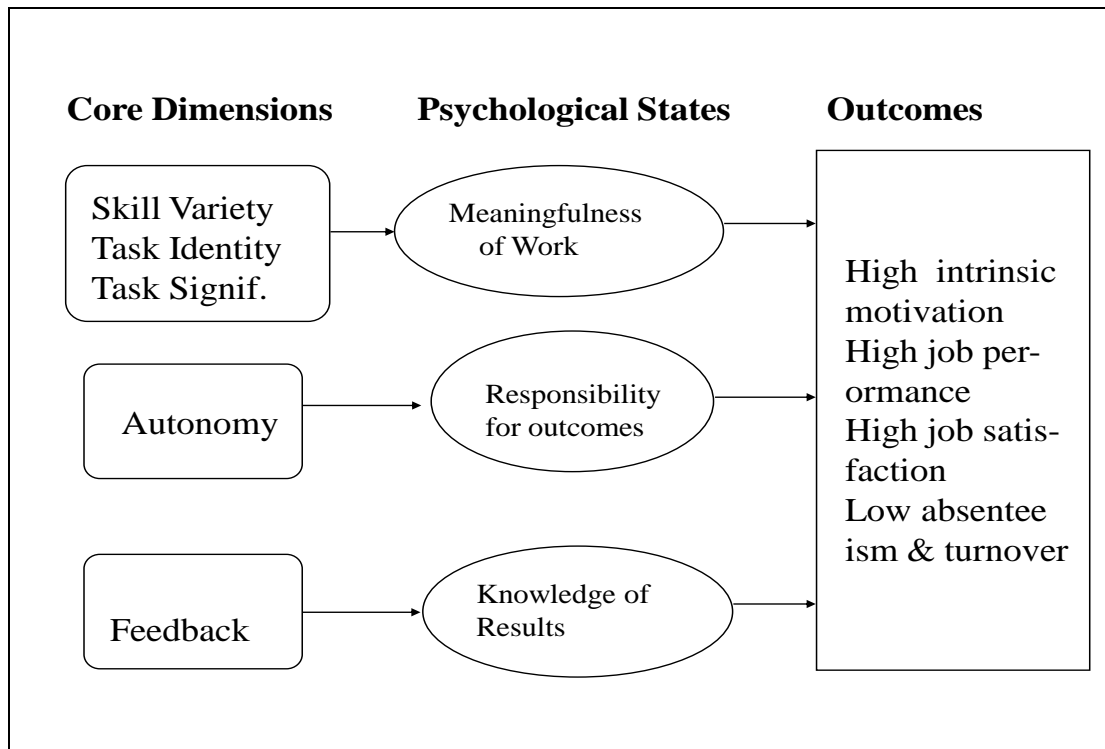 Core Dimensions
Psychological States
Outcomes
Skill Variety
Task Identity
Task Signif.
Meaningfulness
of Work
Autonomy
Responsibility
for outcomes
Feedback
Knowledge of
Results
High intrinsic
motivation
High job per-
ormance
High job satis-
faction
Low absentee
ism & turnover